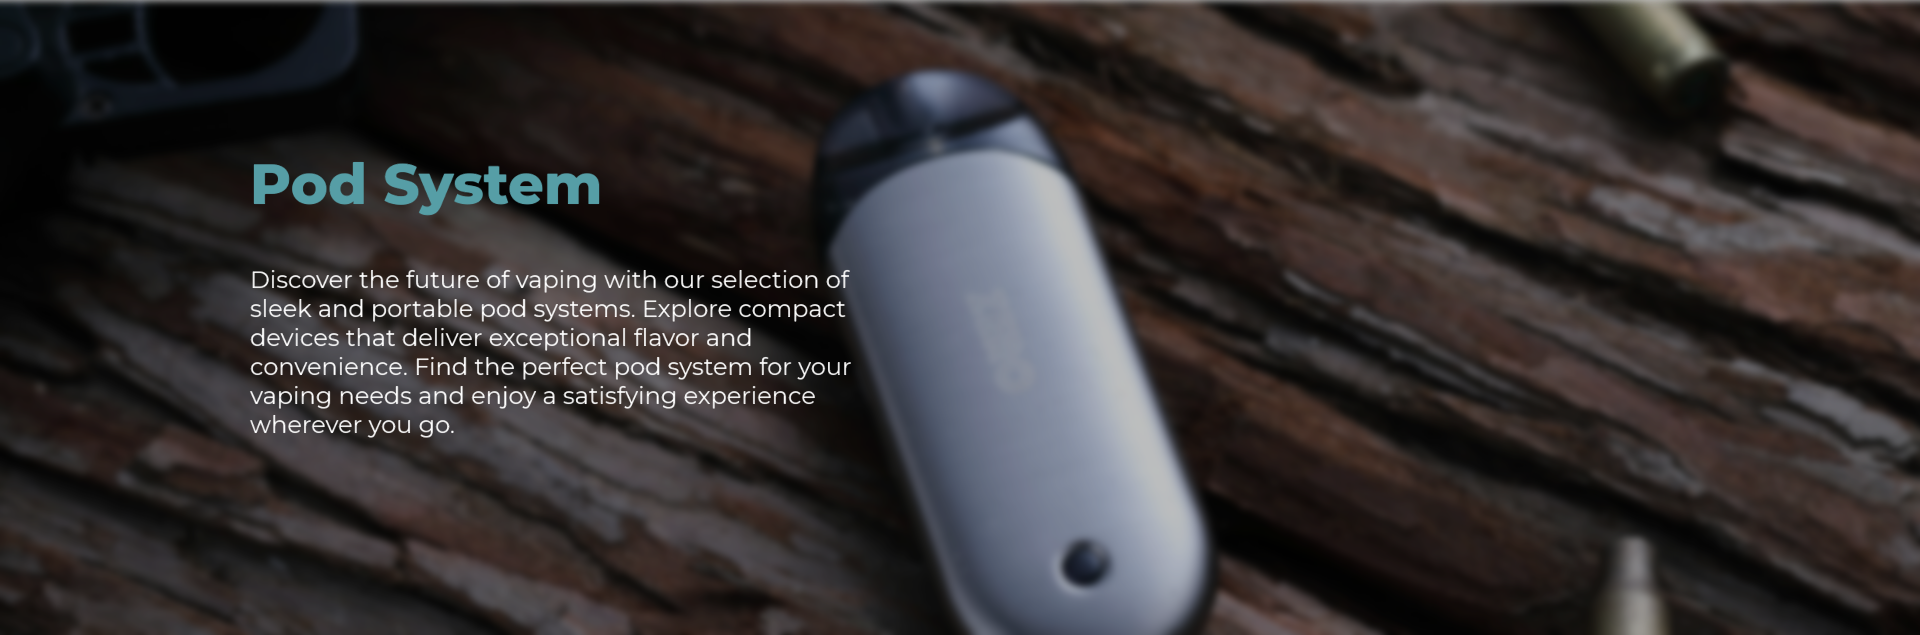 Pod System
Discover the future of vaping with our selection of
sleek and portable pod systems. Explore compact
devices that deliver exceptional flavor and
convenience. Find the perfect pod system for your
vaping needs and enjoy a satisfying experience
wherever you go.